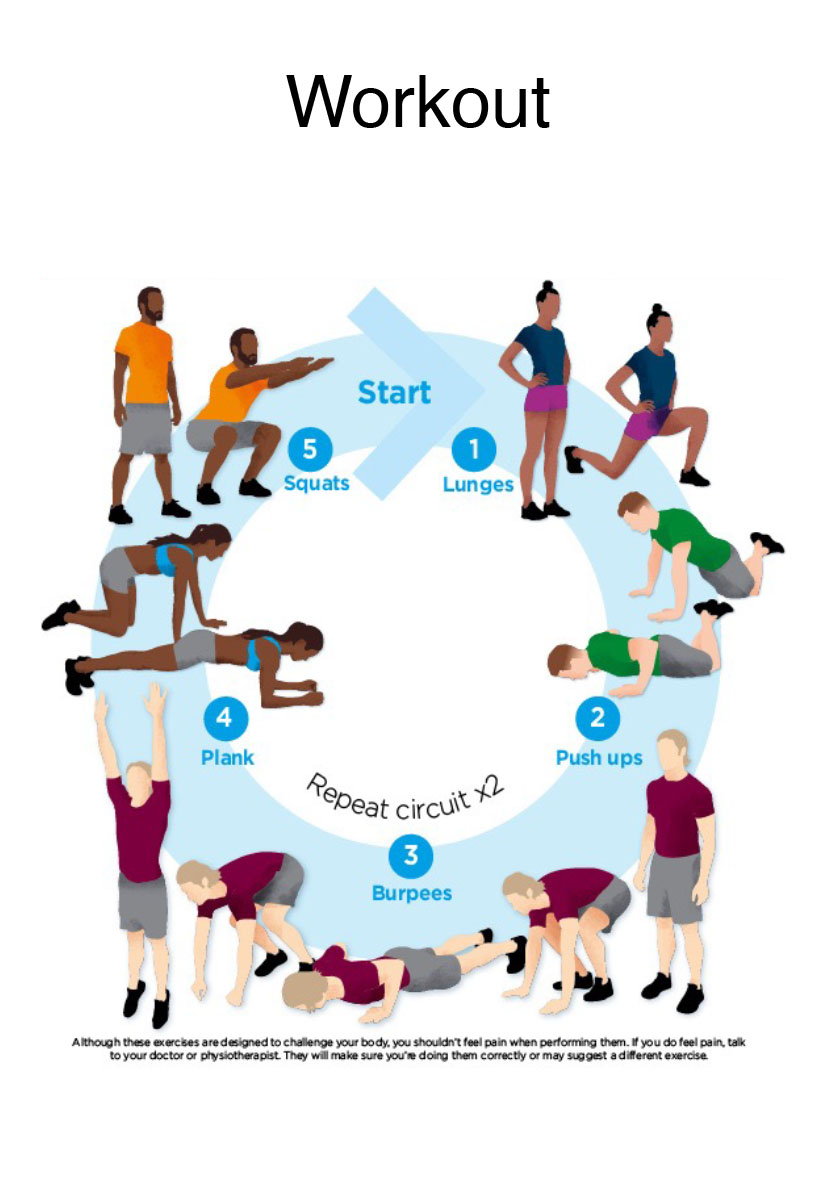 Workout
Start
1
Lunges
2
Push ups
3
Burpees
4
Plank
5
Squats
Repeat circuit x2
Although these exercises are designed to challenge your body, you shouldn't feel pain when performing them. If you do feel pain, talk
to your doctor or physiotherapist. They will make sure you're doing them correctly or may suggest a different exercise.